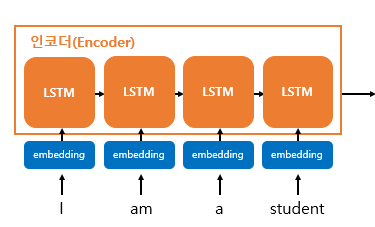 인코더(Encoder)
LSTM LSTM LSTM LSTM
embedding embedding embedding embedding
I am a student